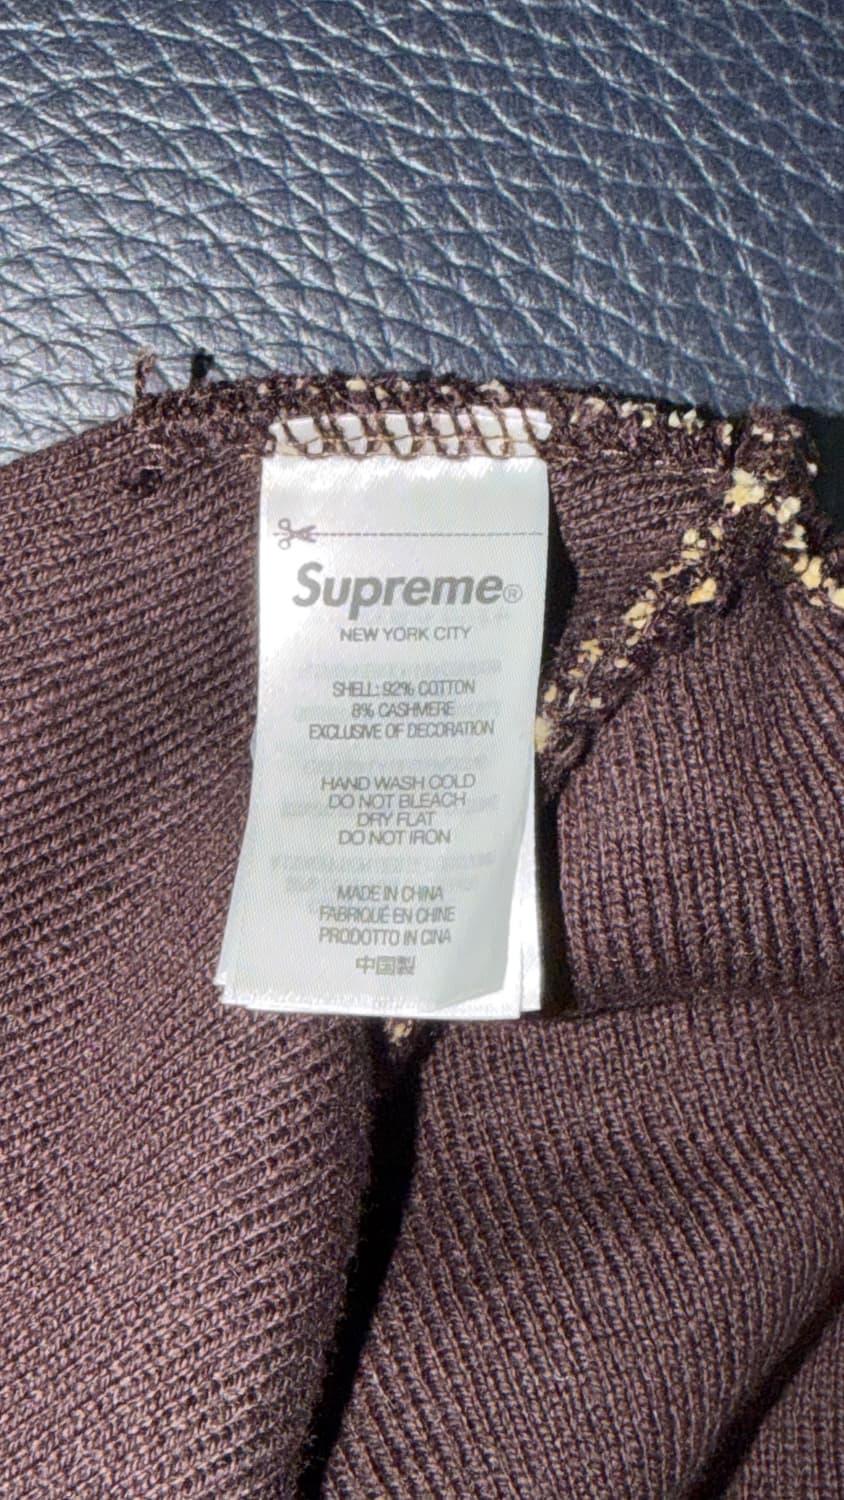 Supreme®
NEW YORK CITY
SHELL: 92% COTTON
8% CASHMERE
EXCLUSIVE OF DECORATION
HAND WASH COLD
DO NOT BLEACH
DRY FLAT
DO NOT IRON
MADE IN CHINA
FABRIQUÉ EN CHINE
PRODOTTO IN CINA
中国製